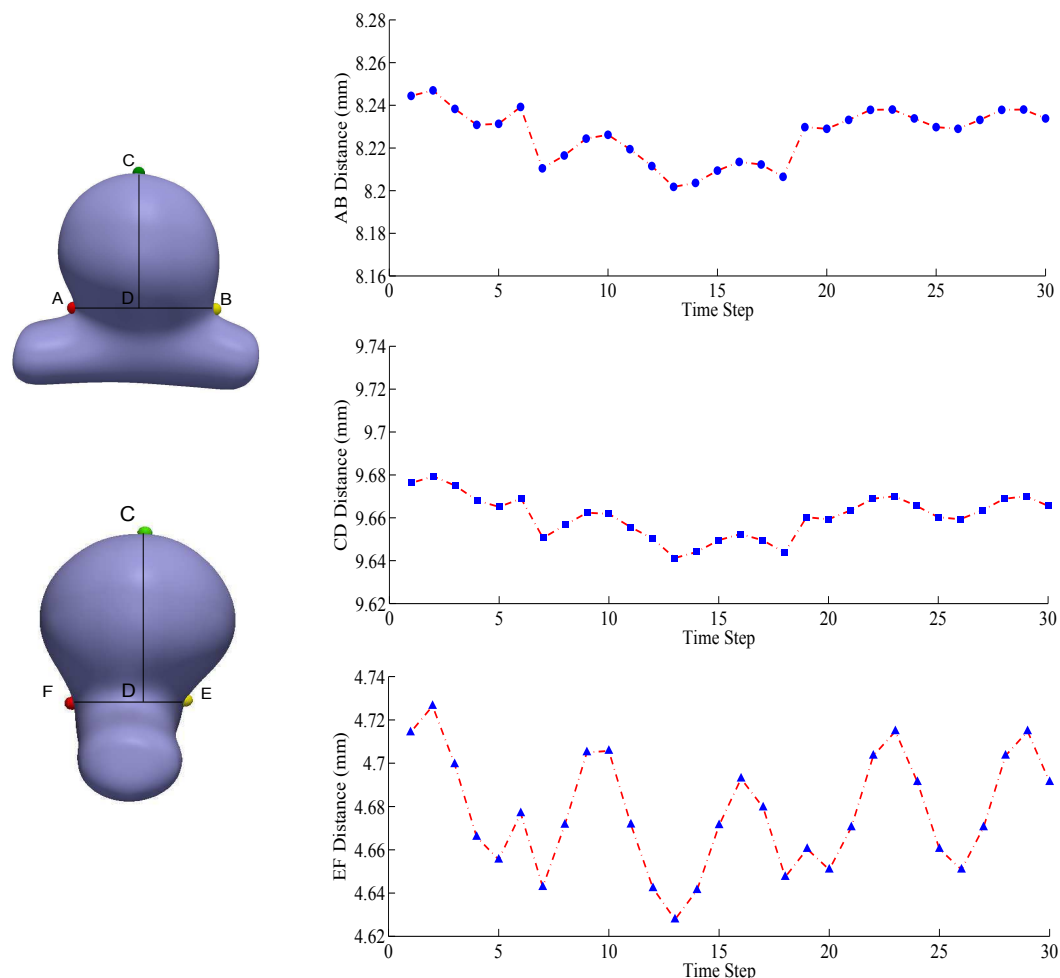 C
A
D
B
C
F
D
E
8.28
8.26
8.24
8.22
8.2
8.18
8.16
0 5 10 15 20 25 30
AB Distance (mm)
Time Step
9.74
9.7
9.68
9.66
9.64
9.62
0 5 10 15 20 25 30
CD Distance (mm)
Time Step
4.74
4.72
4.7
4.68
4.66
4.64
4.62
0 5 10 15 20 25 30
EF Distance (mm)
Time Step